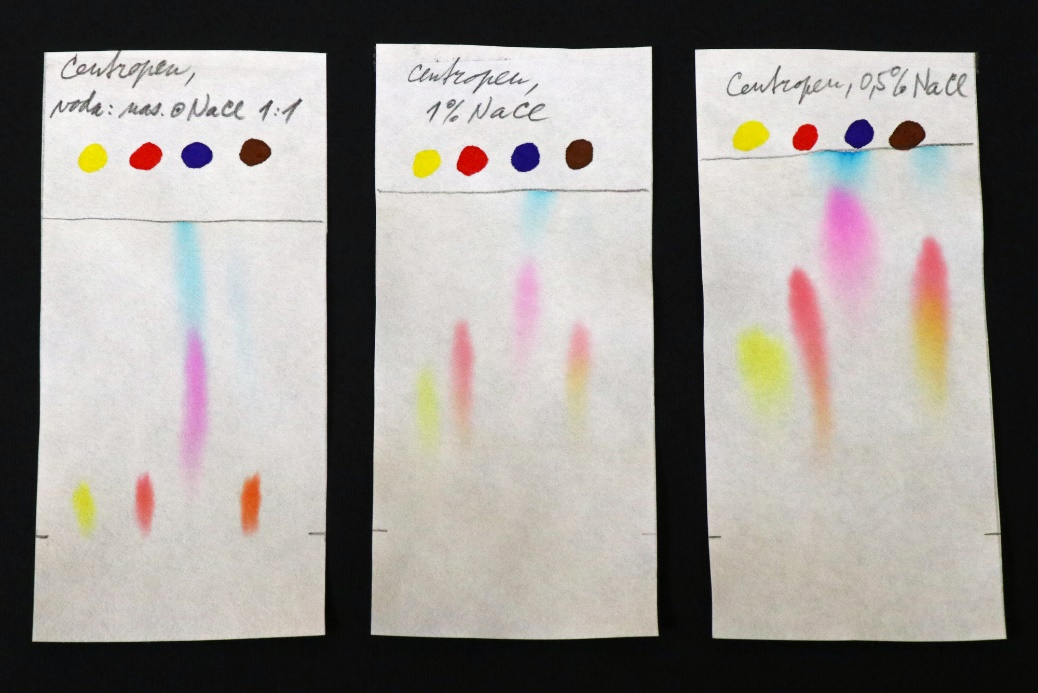 Centropen,
voda: nas. NaCl 1:1
Centropen,
1% NaCl
Centropen, 0,5% NaCl